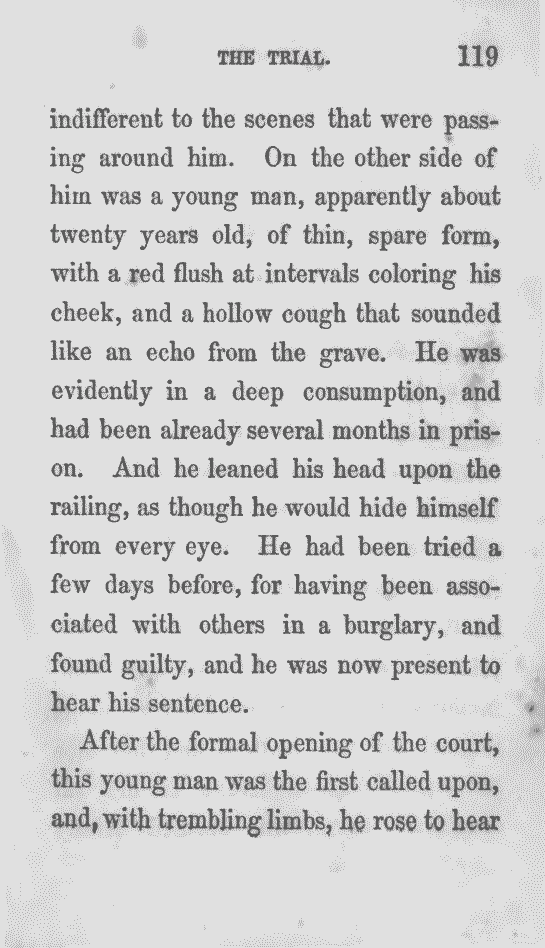 THE TRIAL. 119
indifferent to the scenes that were pass-
ing around him. On the other side of
him was a young man, apparently about
twenty years old, of thin, spare form,
with a red flush at intervals coloring his
cheek, and a hollow cough that sounded
like an echo from the grave. He was
evidently in a deep consumption, and
had been already several months in pris-
on. And he leaned his head upon the
railing, as though he would hide himself
from every eye. He had been tried a
few days before, for having been asso-
ciated with others in a burglary, and
found guilty, and he was now present to
hear his sentence.
After the formal opening of the court,
this young man was the first called upon,
and, with trembling limbs, he rose to hear